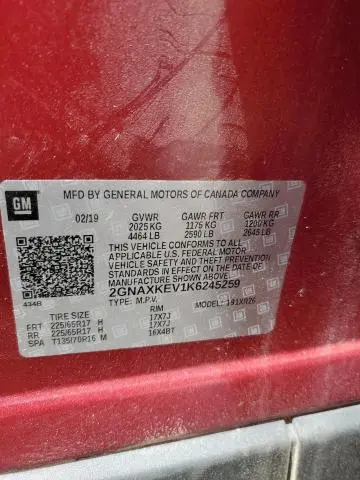 MFD BY GENERAL MOTORS OF CANADA COMPANY
GM
02/19 GVWR GAWR FRT GAWR RR
2025 KG 1175 KG 1200 KG
4464 LB 2590 LB 2645 LB
THIS VEHICLE CONFORMS TO ALL
APPLICABLE U.S. FEDERAL MOTOR
VEHICLE SAFETY AND THEFT PREVENTION
STANDARDS IN EFFECT ON THE DATE OF
MANUFACTURE SHOWN ABOVE.
2GNAXKEV1K6245259
434B
TYPE: M.P.V. MODEL: 191XR26
TIRE SIZE RIM
FRT 225/65R17 H 17X7J
RR 225/65R17 H 17X7J
SPA T135/70R16 M 16X4BT